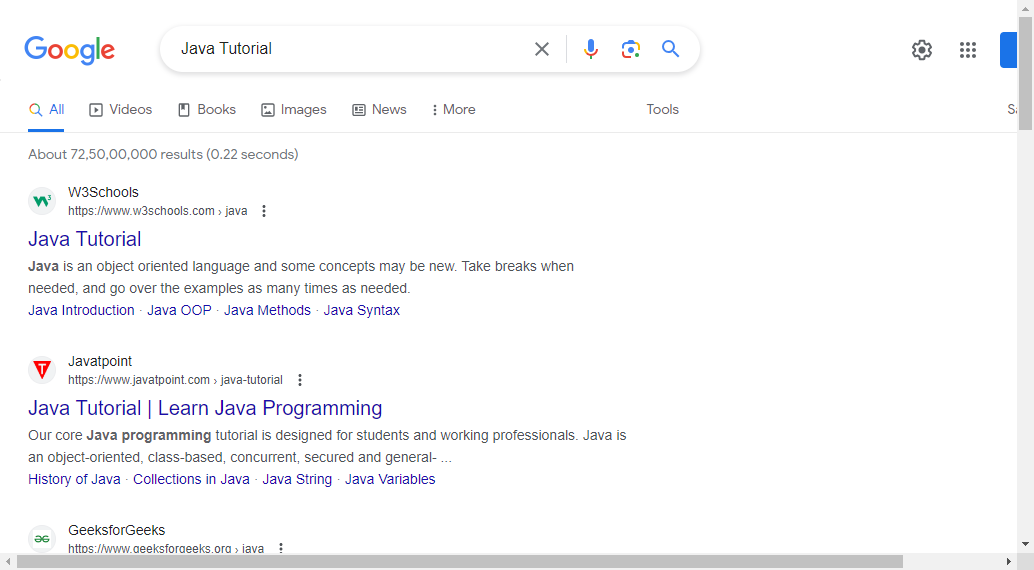 Google
Java Tutorial
All Videos Books Images News More Tools
About 72,50,00,000 results (0.22 seconds)
W3Schools
https://www.w3schools.com › java
Java Tutorial
Java is an object oriented language and some concepts may be new. Take breaks when
needed, and go over the examples as many times as needed.
Java Introduction · Java OOP · Java Methods · Java Syntax
Javatpoint
https://www.javatpoint.com › java-tutorial
Java Tutorial | Learn Java Programming
Our core Java programming tutorial is designed for students and working professionals. Java is
an object-oriented, class-based, concurrent, secured and general- ...
History of Java · Collections in Java · Java String · Java Variables
GeeksforGeeks
https://www.geeksforgeeks.org › java